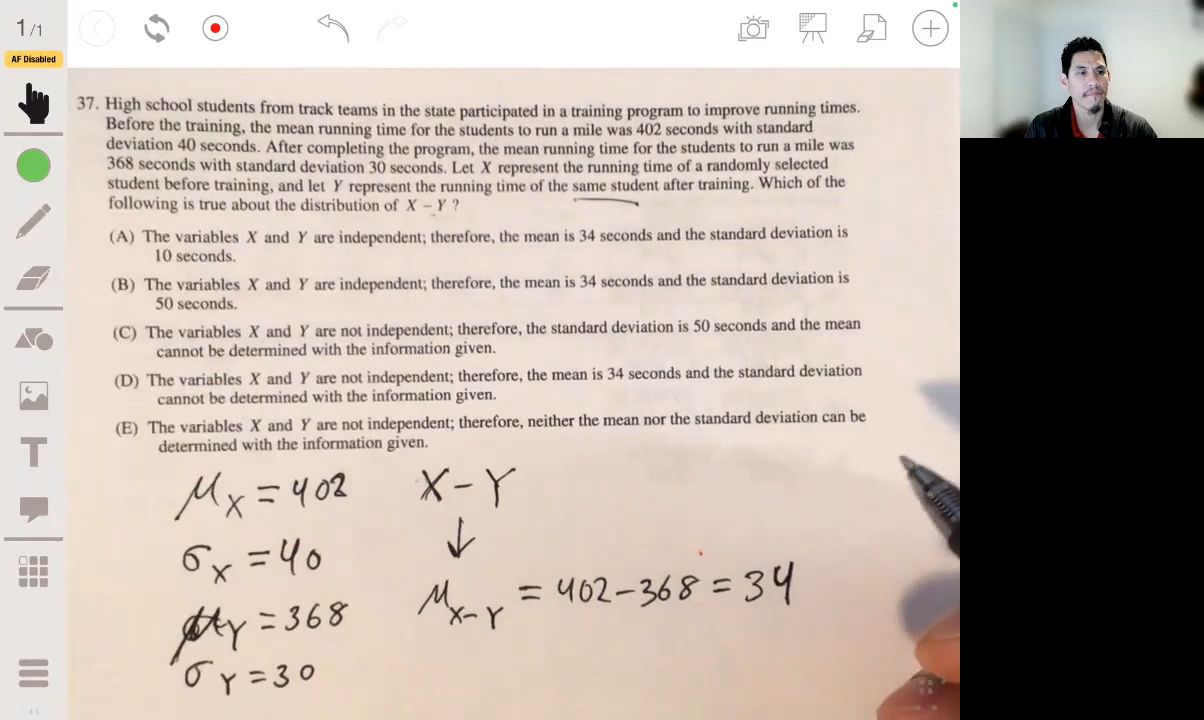 1/1
AF Disabled
37. High school students from track teams in the state participated in a training program to improve running times.
Before the training, the mean running time for the students to run a mile was 402 seconds with standard
deviation 40 seconds. After completing the program, the mean running time for the students to run a mile was
368 seconds with standard deviation 30 seconds. Let X represent the running time of a randomly selected
student before training, and let Y represent the running time of the same student after training. Which of the
following is true about the distribution of X – Y ?
(A) The variables X and Y are independent; therefore, the mean is 34 seconds and the standard deviation is
10 seconds.
(B) The variables X and Y are independent; therefore, the mean is 34 seconds and the standard deviation is
50 seconds.
(C) The variables X and Y are not independent; therefore, the standard deviation is 50 seconds and the mean
cannot be determined with the information given.
(D) The variables X and Y are not independent; therefore, the mean is 34 seconds and the standard deviation
cannot be determined with the information given.
(E) The variables X and Y are not independent; therefore, neither the mean nor the standard deviation can be
determined with the information given.
μX = 402
X – Y
σX = 40
↓
μX–Y = 402 – 368 = 34
μY = 368
σY = 30
T